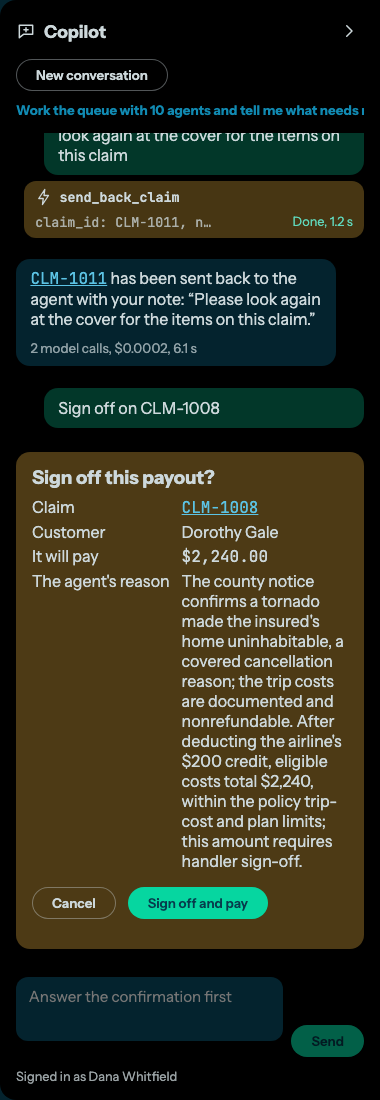 Copilot
New conversation
Work the queue with 10 agents and tell me what needs
look again at the cover for the items on
this claim
send_back_claim
claim_id: CLM-1011, n…
Done, 1.2 s
CLM-1011 has been sent back to the
agent with your note: “Please look again
at the cover for the items on this claim.”
2 model calls, $0.0002, 6.1 s
Sign off on CLM-1008
Sign off this payout?
Claim CLM-1008
Customer Dorothy Gale
It will pay $2,240.00
The agent's reason The county notice
confirms a tornado
made the insured's
home uninhabitable, a
covered cancellation
reason; the trip costs
are documented and
nonrefundable. After
deducting the airline's
$200 credit, eligible
costs total $2,240,
within the policy trip-
cost and plan limits;
this amount requires
handler sign-off.
Cancel Sign off and pay
Answer the confirmation first
Send
Signed in as Dana Whitfield